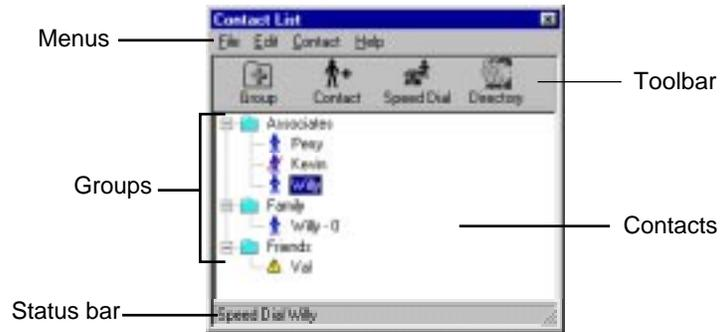 Contact List
Menus
File Edit Contact Help
Group Contact Speed Dial Directory
Toolbar
Associates
Pesy
Kevin
Willy
Groups
Family
Willy - 0
Contacts
Friends
Val
Status bar
Speed Dial Willy